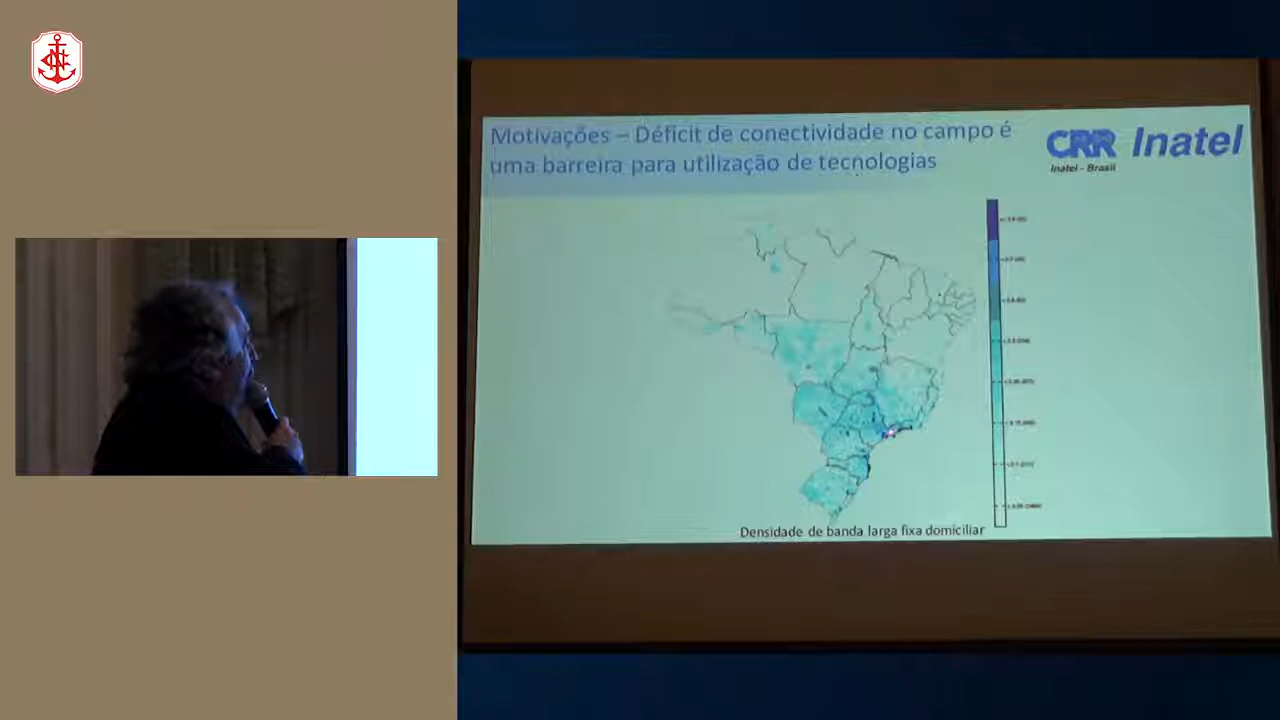 Motivações – Déficit de conectividade no campo é
uma barreira para utilização de tecnologias
CRR Inatel
Inatel - Brasil
Densidade de banda larga fixa domiciliar